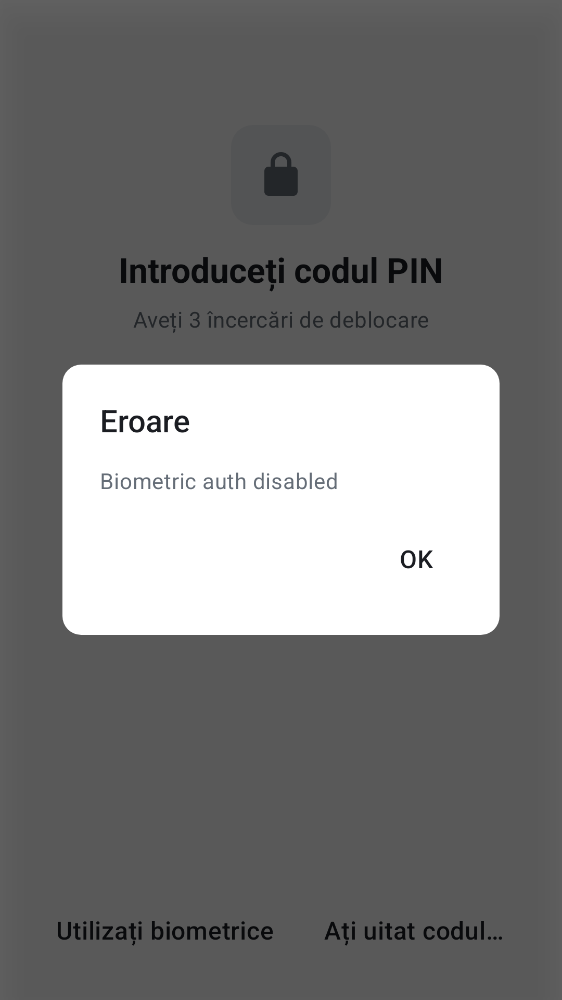 Introduceți codul PIN
Aveți 3 încercări de deblocare
Eroare
Biometric auth disabled
OK
Utilizați biometrice
Ați uitat codul…